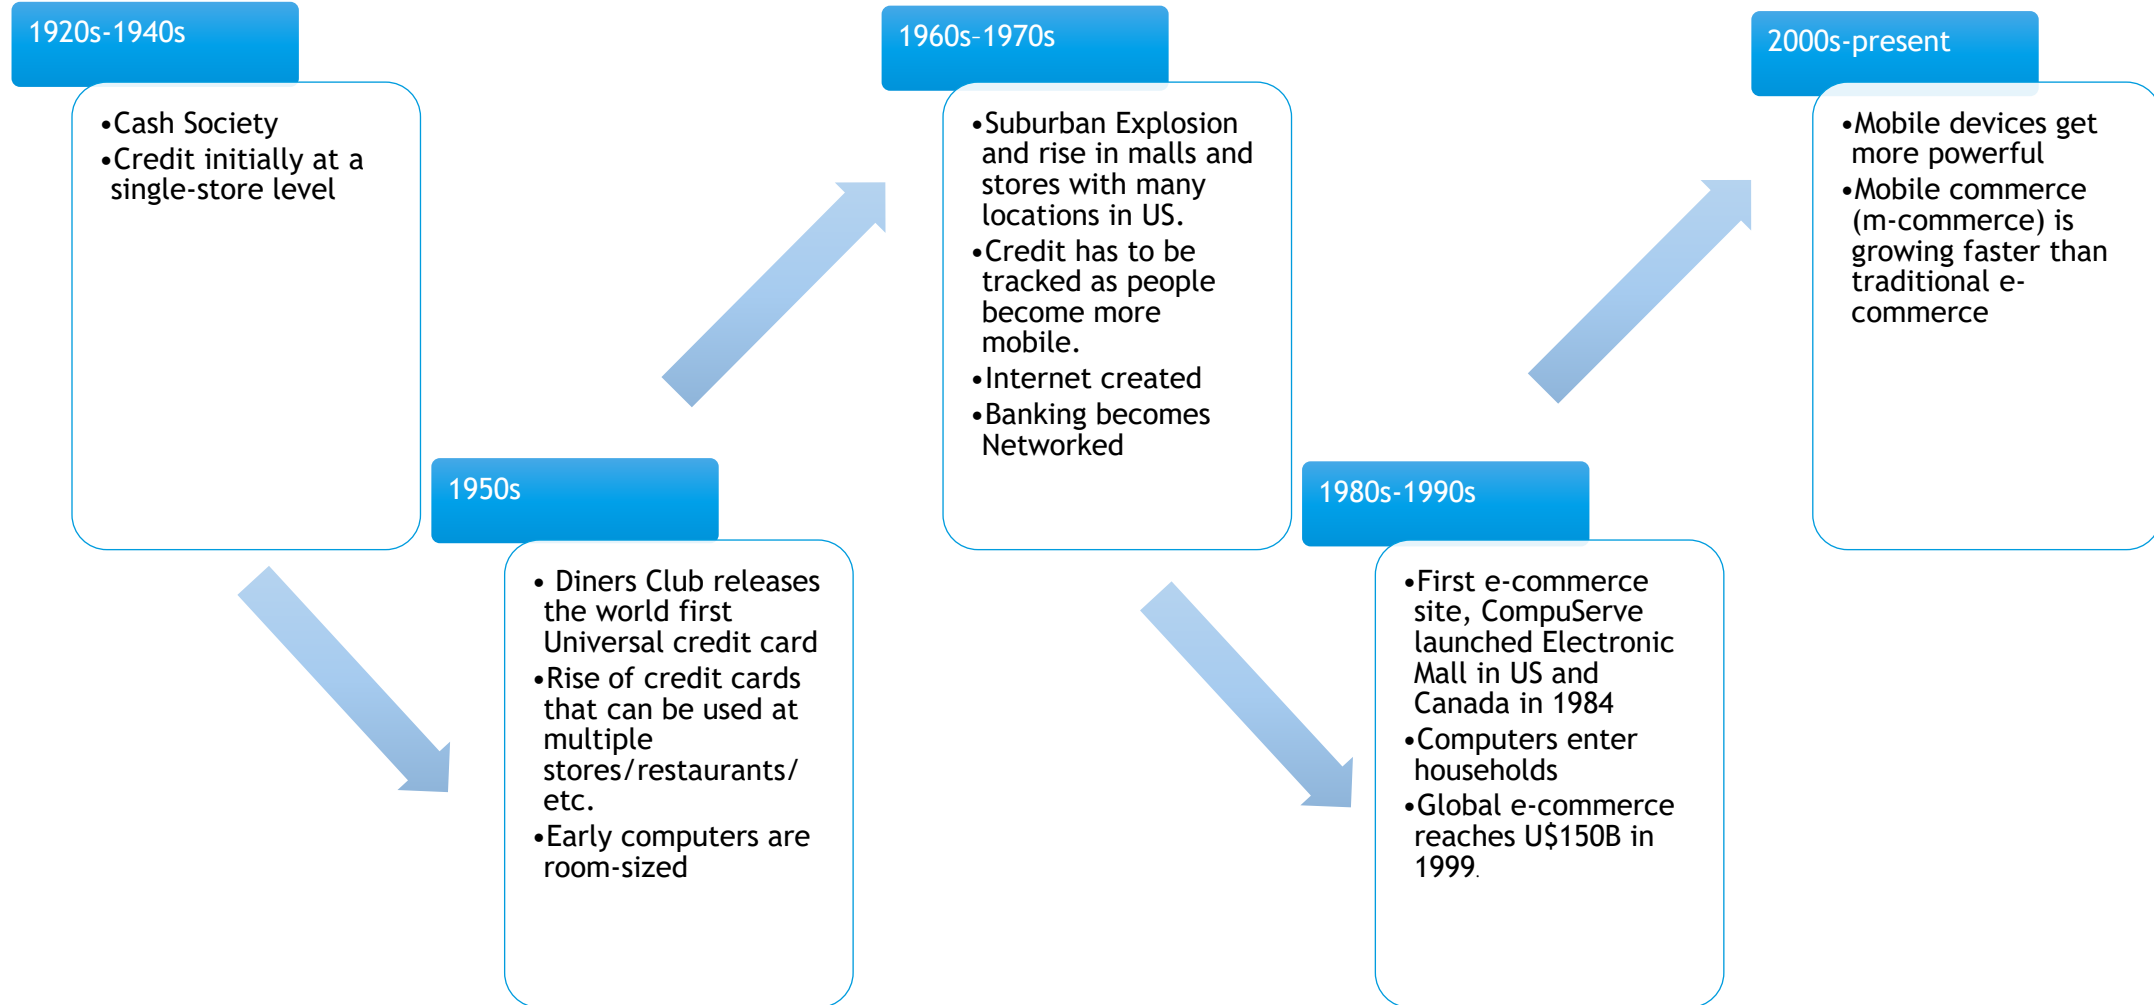 1920s-1940s
•Cash Society
•Credit initially at a
single-store level
1950s
• Diners Club releases
the world first
Universal credit card
•Rise of credit cards
that can be used at
multiple
stores/restaurants/
etc.
•Early computers are
room-sized
1960s-1970s
•Suburban Explosion
and rise in malls and
stores with many
locations in US.
•Credit has to be
tracked as people
become more
mobile.
•Internet created
•Banking becomes
Networked
1980s-1990s
•First e-commerce
site, CompuServe
launched Electronic
Mall in US and
Canada in 1984
•Computers enter
households
•Global e-commerce
reaches U$150B in
1999.
2000s-present
•Mobile devices get
more powerful
•Mobile commerce
(m-commerce) is
growing faster than
traditional e-
commerce